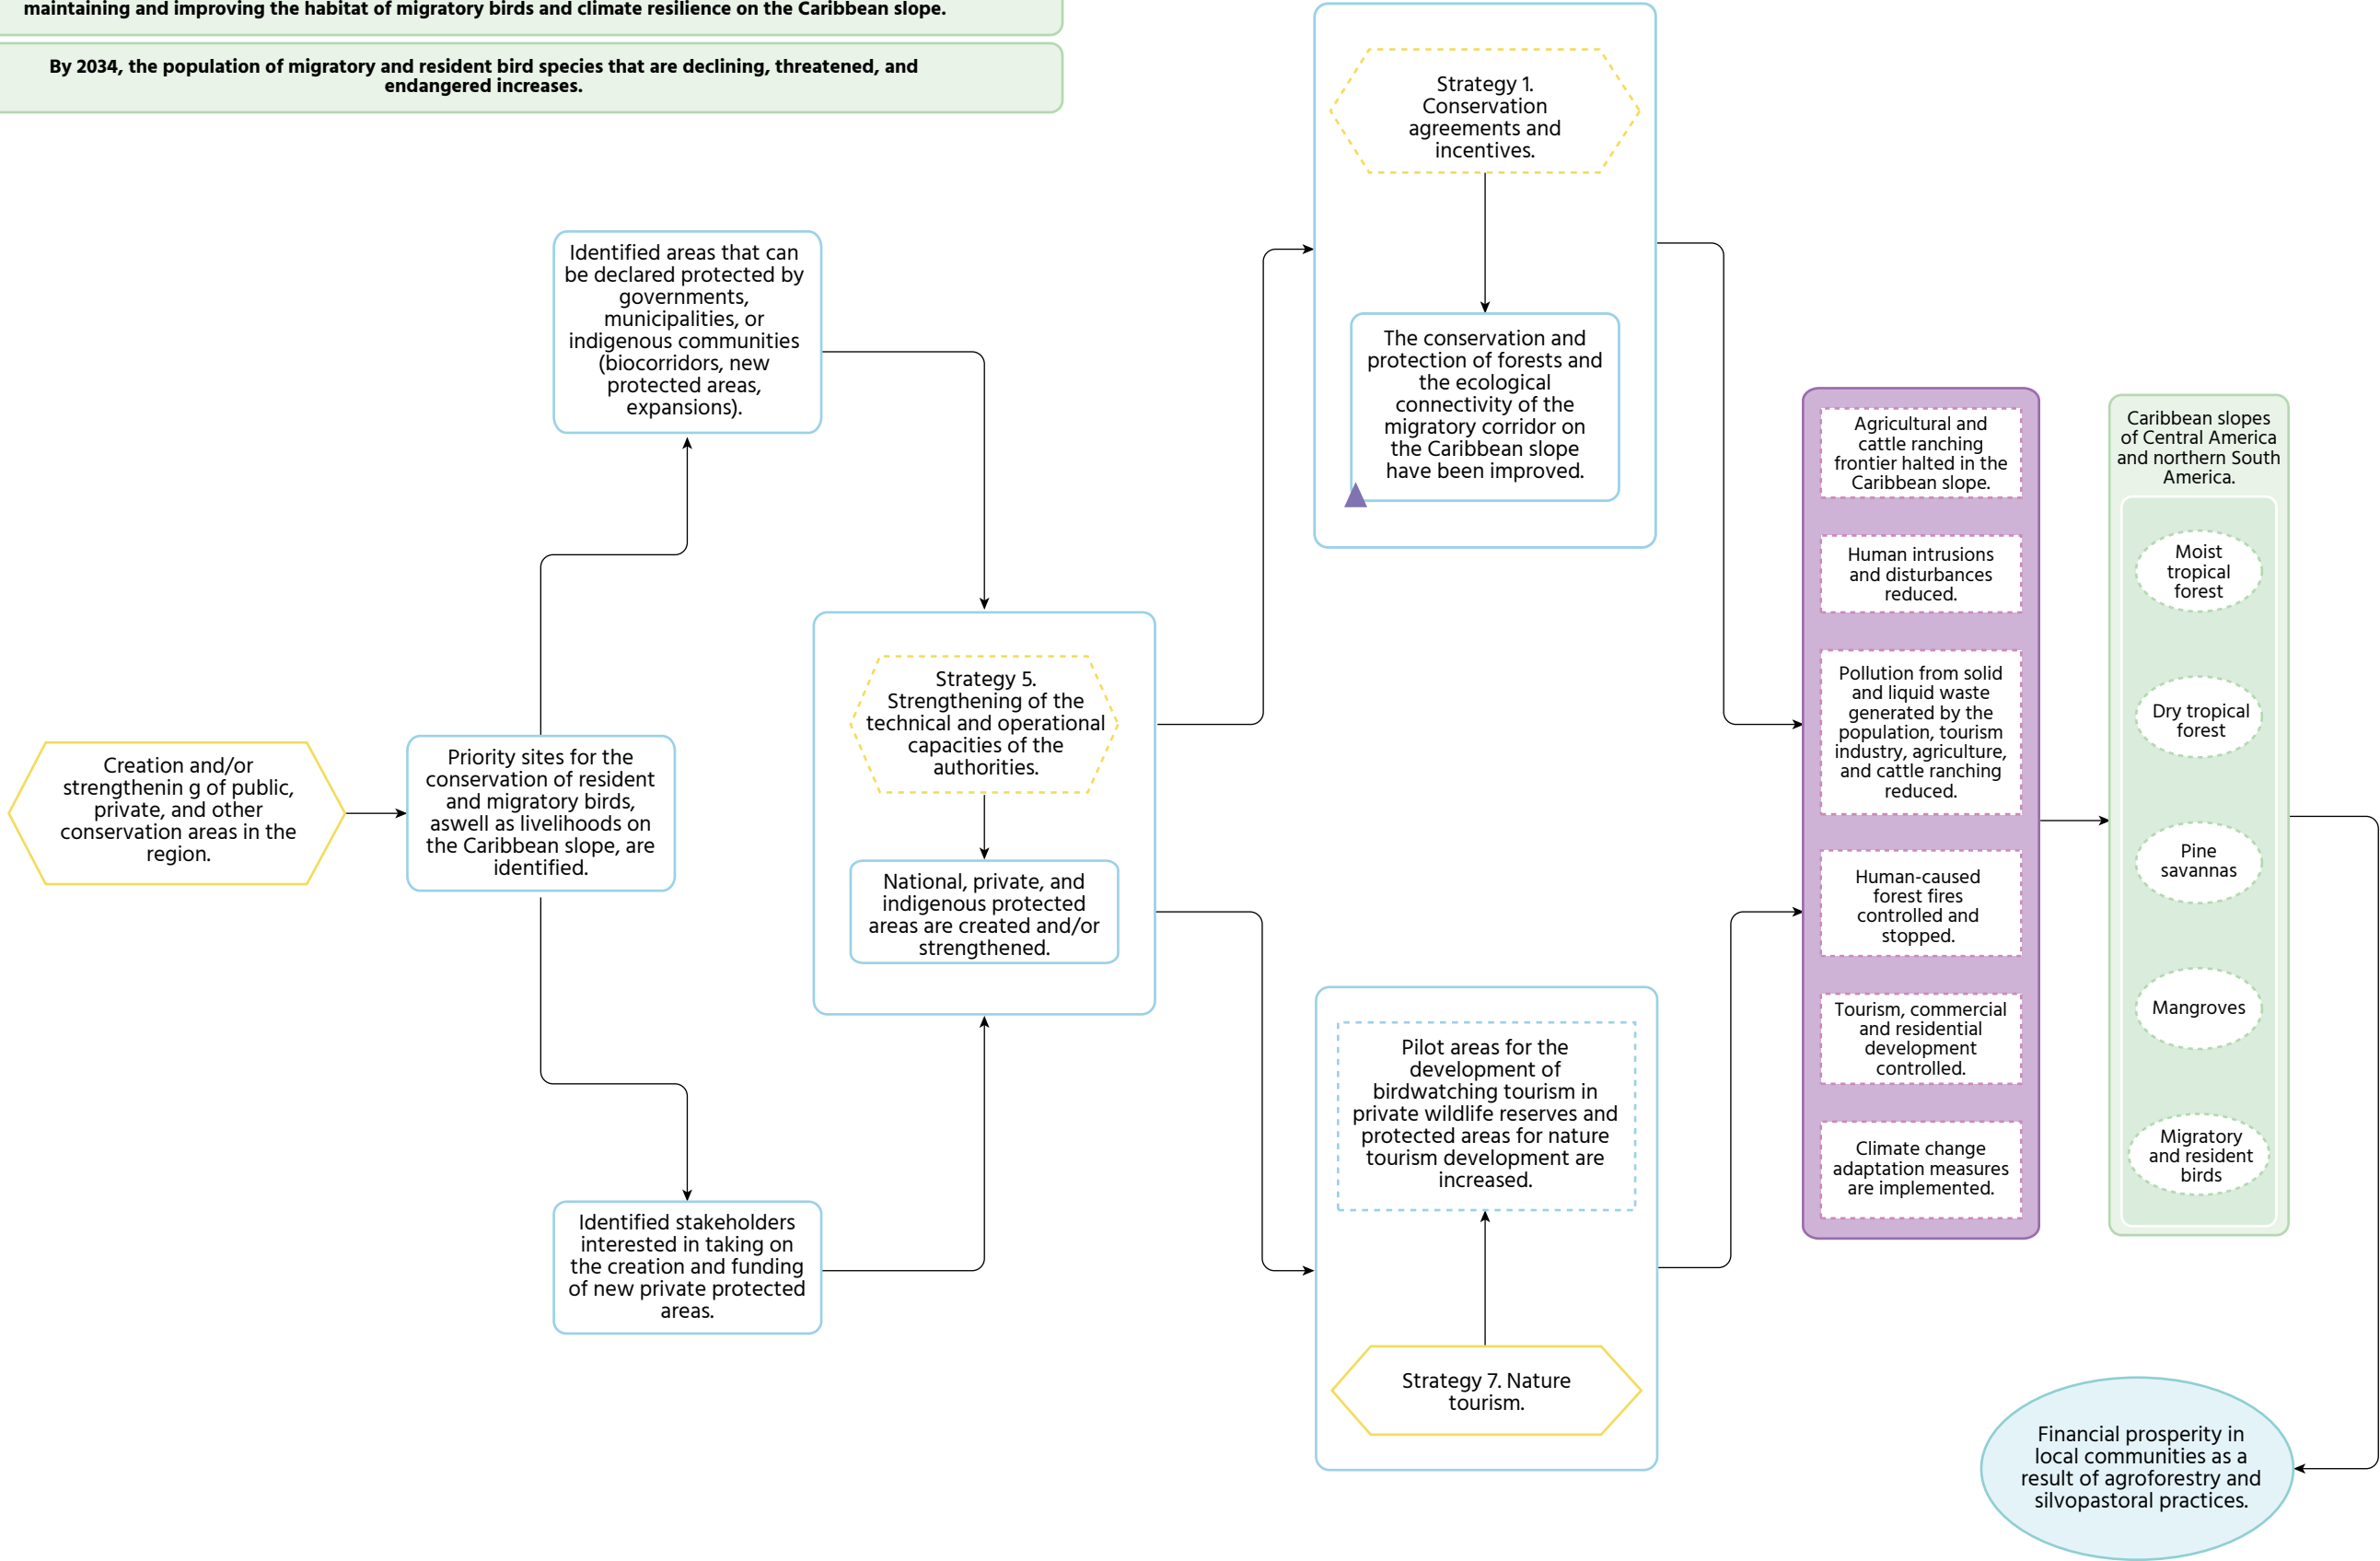 maintaining and improving the habitat of migratory birds and climate resilience on the Caribbean slope.
By 2034, the population of migratory and resident bird species that are declining, threatened, and
endangered increases.
Creation and/or
strengthenin g of public,
private, and other
conservation areas in the
region.
Priority sites for the
conservation of resident
and migratory birds,
aswell as livelihoods on
the Caribbean slope, are
identified.
Identified areas that can
be declared protected by
governments,
municipalities, or
indigenous communities
(biocorridors, new
protected areas,
expansions).
Identified stakeholders
interested in taking on
the creation and funding
of new private protected
areas.
Strategy 5.
Strengthening of the
technical and operational
capacities of the
authorities.
National, private, and
indigenous protected
areas are created and/or
strengthened.
Strategy 1.
Conservation
agreements and
incentives.
The conservation and
protection of forests and
the ecological
connectivity of the
migratory corridor on
the Caribbean slope
have been improved.
Pilot areas for the
development of
birdwatching tourism in
private wildlife reserves and
protected areas for nature
tourism development are
increased.
Strategy 7. Nature
tourism.
Agricultural and
cattle ranching
frontier halted in the
Caribbean slope.
Human intrusions
and disturbances
reduced.
Pollution from solid
and liquid waste
generated by the
population, tourism
industry, agriculture,
and cattle ranching
reduced.
Human-caused
forest fires
controlled and
stopped.
Tourism, commercial
and residential
development
controlled.
Climate change
adaptation measures
are implemented.
Caribbean slopes
of Central America
and northern South
America.
Moist
tropical
forest
Dry tropical
forest
Pine
savannas
Mangroves
Migratory
and resident
birds
Financial prosperity in
local communities as a
result of agroforestry and
silvopastoral practices.